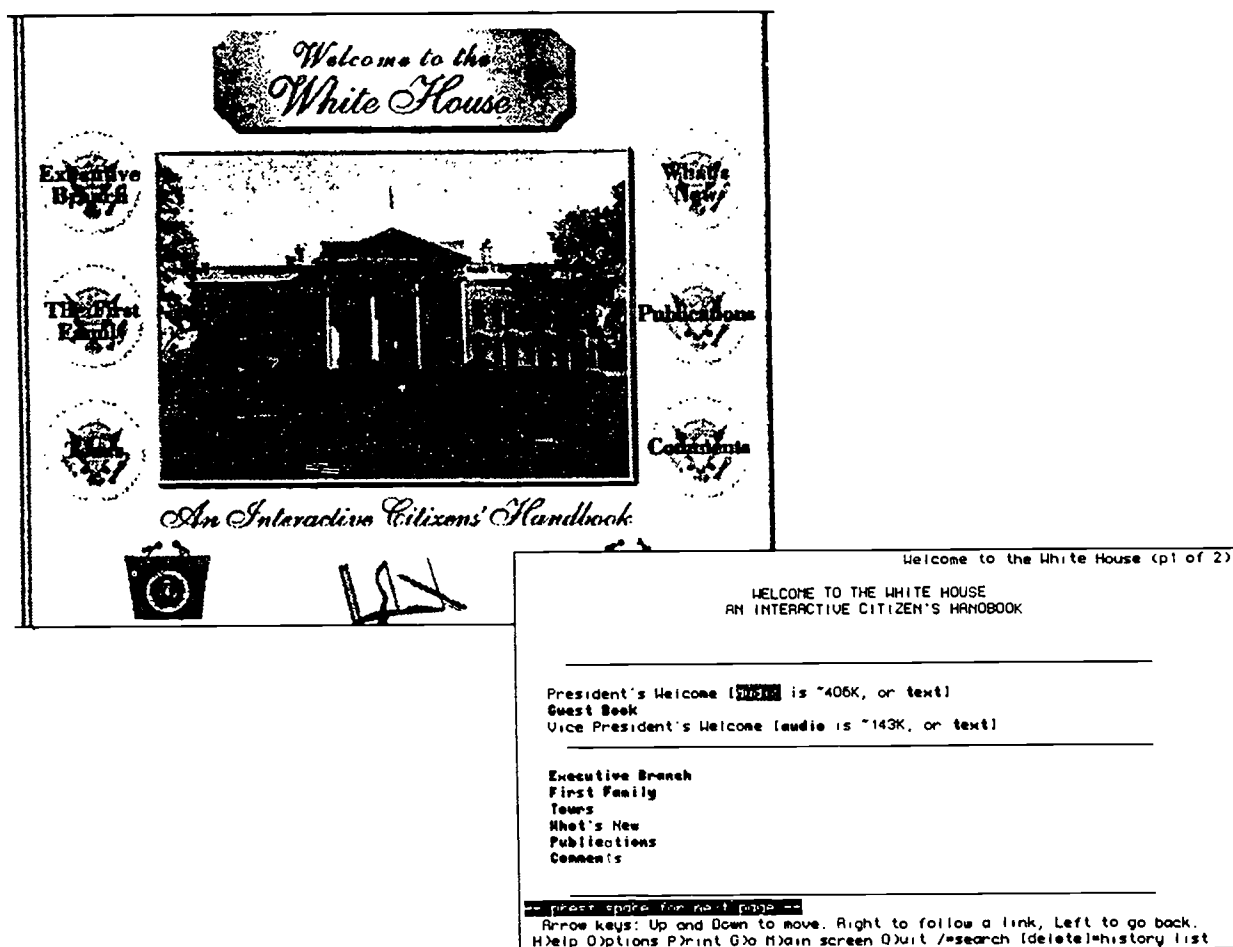 Welcome to the
White House
Executive
Branch
What's
New
The First
Family
Publications
Tours
Comments
An Interactive Citizens' Handbook
Welcome to the White House (p1 of 2)
WELCOME TO THE WHITE HOUSE
AN INTERACTIVE CITIZEN'S HANDBOOK
President's Welcome [audio is ~406K, or text]
Guest Book
Vice President's Welcome [audio is ~143K, or text]
Executive Branch
First Family
Tours
What's New
Publications
Comments
-- press space for next page --
Arrow keys: Up and Down to move. Right to follow a link, Left to go back.
H)elp O)ptions P)rint G)o M)ain screen Q)uit /=search [delete]=history list